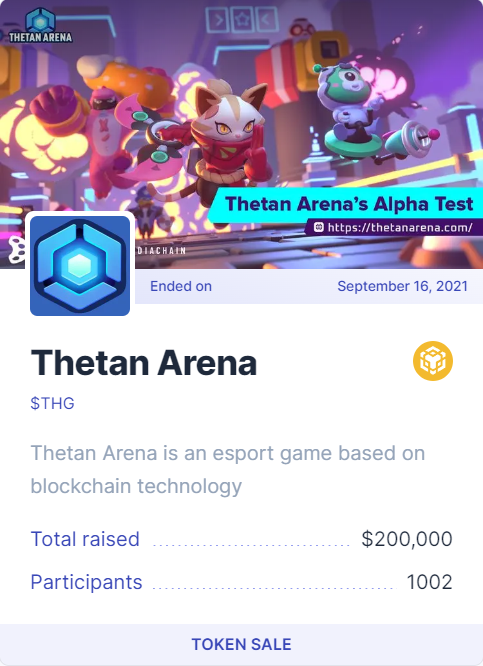 THETAN ARENA
Thetan Arena's Alpha Test
https://thetanarena.com/
DIACHAIN
Ended on
September 16, 2021
Thetan Arena
$THG
Thetan Arena is an esport game based on
blockchain technology
Total raised
$200,000
Participants
1002
TOKEN SALE